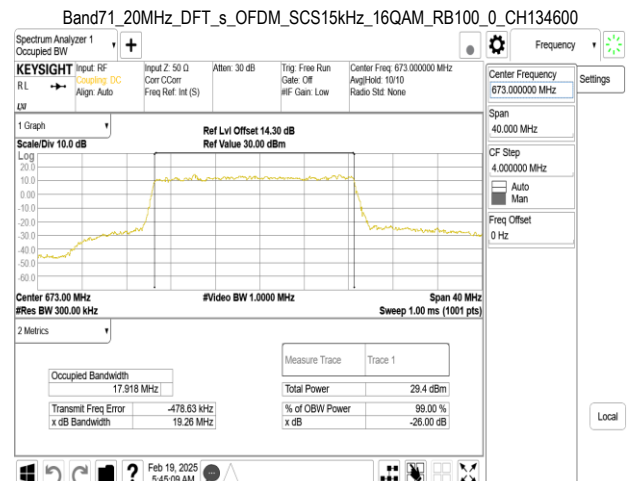 Band71_20MHz_DFT_s_OFDM_SCS15kHz_16QAM_RB100_0_CH134600
Spectrum Analyzer 1
Occupied BW
Frequency
KEYSIGHT
RL
Input: RF
Coupling: DC
Align: Auto
Input Z: 50 Ω
Corr CCorr
Freq Ref: Int (S)
Atten: 30 dB
Trig: Free Run
Gate: Off
#IF Gain: Low
Center Freq: 673.000000 MHz
Avg|Hold: 10/10
Radio Std: None
LXI
Center Frequency
673.000000 MHz
Settings
Span
40.000 MHz
CF Step
4.000000 MHz
Auto
Man
Freq Offset
0 Hz
Local
1 Graph
Scale/Div 10.0 dB
Ref Lvl Offset 14.30 dB
Ref Value 30.00 dBm
Log
20.0
10.0
0.00
-10.0
-20.0
-30.0
-40.0
-50.0
-60.0
Center 673.00 MHz
#Res BW 300.00 kHz
#Video BW 1.0000 MHz
Span 40 MHz
Sweep 1.00 ms (1001 pts)
2 Metrics
Measure Trace
Trace 1
Occupied Bandwidth
17.918 MHz
Total Power
29.4 dBm
Transmit Freq Error
-478.63 kHz
% of OBW Power
99.00 %
x dB Bandwidth
19.26 MHz
x dB
-26.00 dB
?
Feb 19, 2025
5:45:09 AM